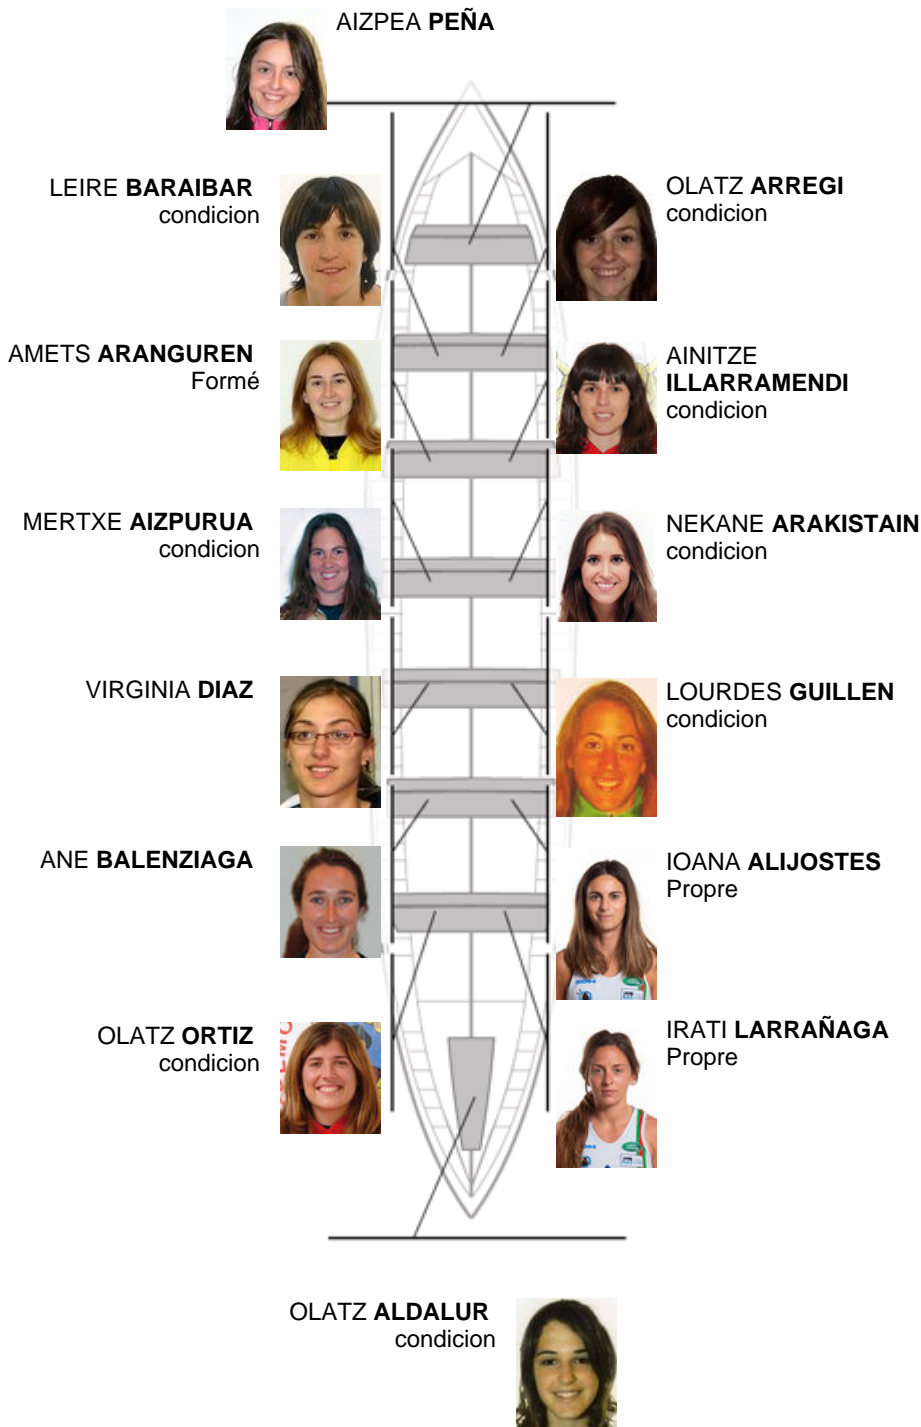 AIZPEA PEÑA
LEIRE BARAIBAR
condicion
OLATZ ARREGI
condicion
AMETS ARANGUREN
Formé
AINITZE
ILLARRAMENDI
condicion
MERTXE AIZPURUA
condicion
NEKANE ARAKISTAIN
condicion
VIRGINIA DIAZ
LOURDES GUILLEN
condicion
ANE BALENZIAGA
IOANA ALIJOSTES
Propre
OLATZ ORTIZ
condicion
IRATI LARRAÑAGA
Propre
OLATZ ALDALUR
condicion